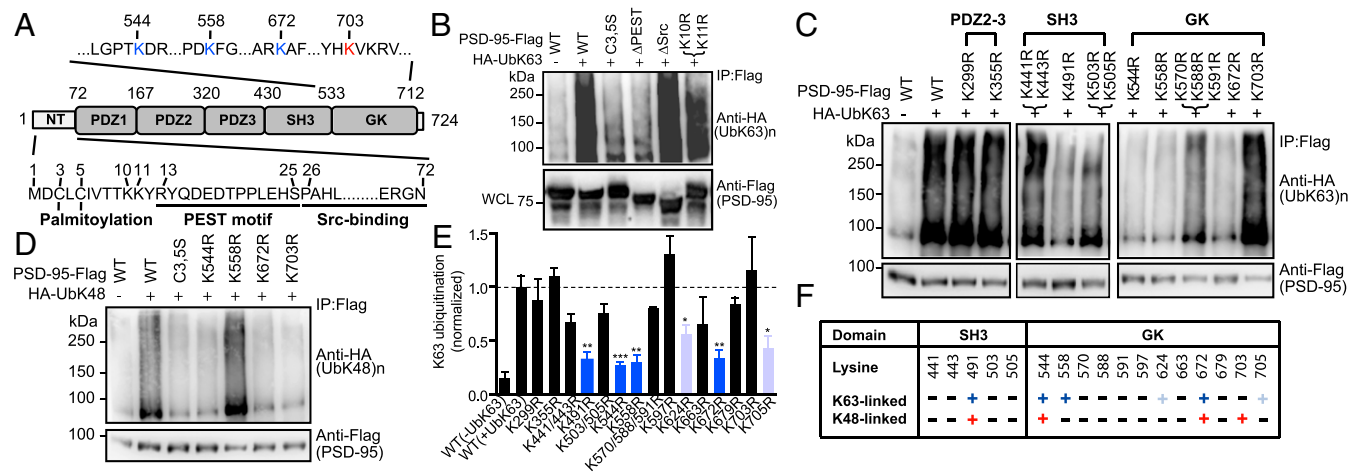 A
544 558 672 703
...LGPTKDR...PDKFG...ARKAF...YHKVKRV...
72 167 320 430 533 712
1 NT PDZ1 PDZ2 PDZ3 SH3 GK 724
1 3 5 10 11 13 25 26 72
MDCLCIVTTKKYRYQDEDTPPLEHSPAHL........ERGN
Palmitoylation PEST motif Src-binding
B
PSD-95-Flag WT WT C3,5S ΔPEST ΔSrc K10R K11R
HA-UbK63 - + + + + +
kDa
IP:Flag
250
150
100
Anti-HA
(UbK63)n
WCL 75
Anti-Flag
(PSD-95)
C
PDZ2-3 SH3 GK
PSD-95-Flag WT WT K299R K355R K441R K443R K491R K503R K505R K544R K558R K570R K588R K591R K672R K703R
HA-UbK63 - + + + + + + + + + + +
kDa
IP:Flag
250
150
100
Anti-HA
(UbK63)n
100
Anti-Flag
(PSD-95)
D
PSD-95-Flag WT WT C3,5S K544R K558R K672R K703R
HA-UbK48 - + + + + + +
IP:Flag
kDa
250
150
100
Anti-HA
(UbK48)n
100
Anti-Flag
(PSD-95)
E
K63 ubiquitination
(normalized)
1.5
1.0
0.5
0.0
** *** ** * ** *
WT(-UbK63)
WT(+UbK63)
K299R
K355R
K441/443R
K491R
K503/505R
K544R
K558R
K570/588/591R
K597R
K624R
K663R
K672R
K679R
K703R
K705R
F
Domain SH3 GK
Lysine 441 443 491 503 505 544 558 570 588 591 597 624 663 672 679 703 705
K63-linked - - + - - + + - - - - + - + - - +
K48-linked - - + - - + - - - - - - - + - + -